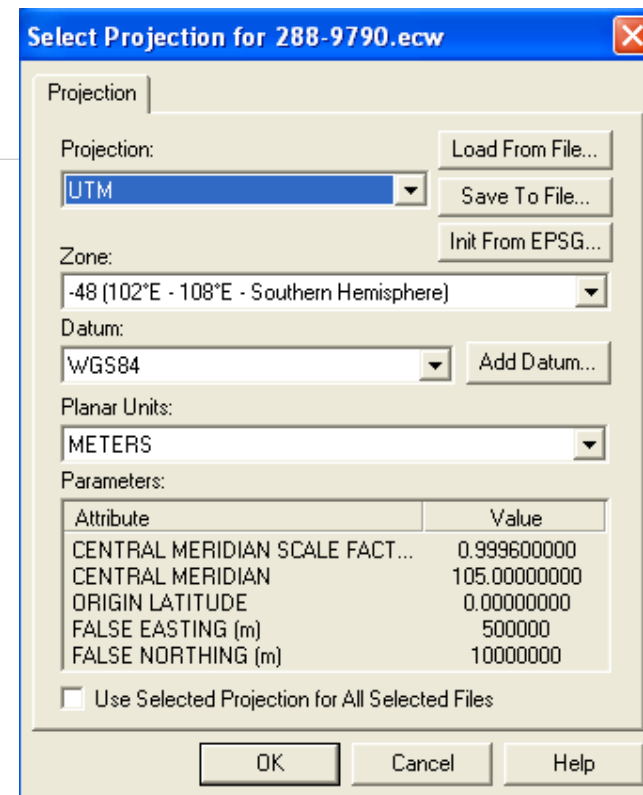 Select Projection for 288-9790.ecw
Projection
Projection:
Load From File...
UTM
Save To File...
Init From EPSG...
Zone:
-48 (102°E - 108°E - Southern Hemisphere)
Datum:
WGS84
Add Datum...
Planar Units:
METERS
Parameters:
Attribute Value
CENTRAL MERIDIAN SCALE FACT... 0.999600000
CENTRAL MERIDIAN 105.00000000
ORIGIN LATITUDE 0.00000000
FALSE EASTING (m) 500000
FALSE NORTHING (m) 10000000
Use Selected Projection for All Selected Files
OK Cancel Help